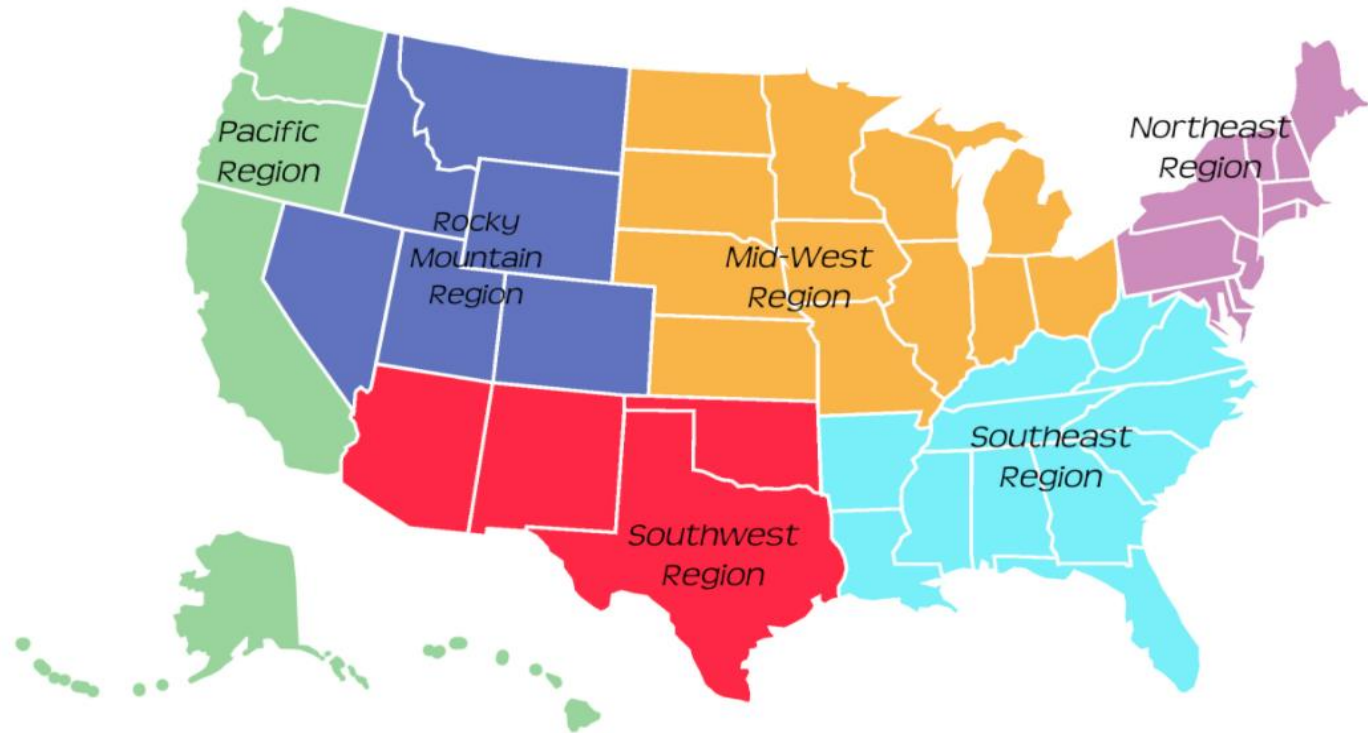 Pacific
Region
Rocky
Mountain
Region
Mid-West
Region
Northeast
Region
Southeast
Region
Southwest
Region